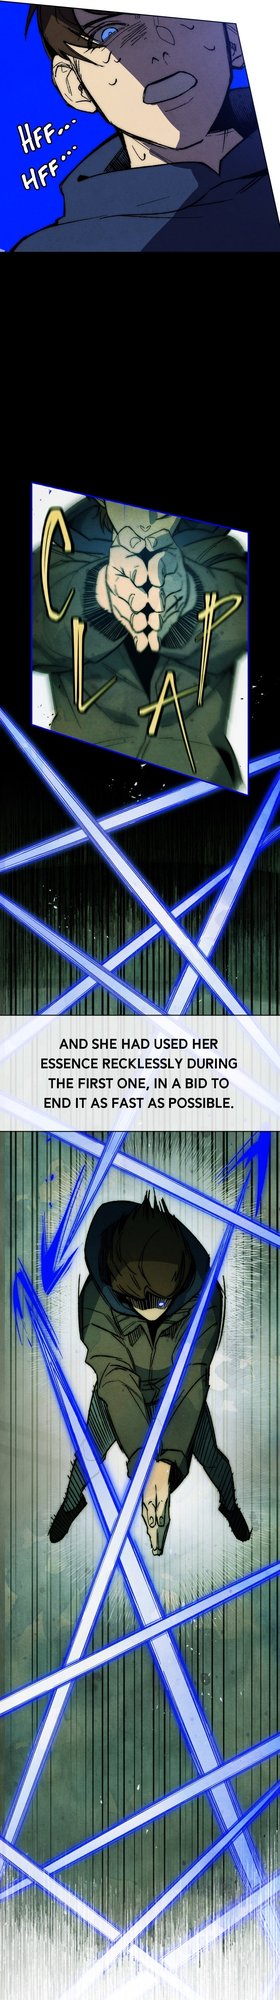 HFF...
HFF...
CLAP
AND SHE HAD USED HER
ESSENCE RECKLESSLY DURING
THE FIRST ONE, IN A BID TO
END IT AS FAST AS POSSIBLE.